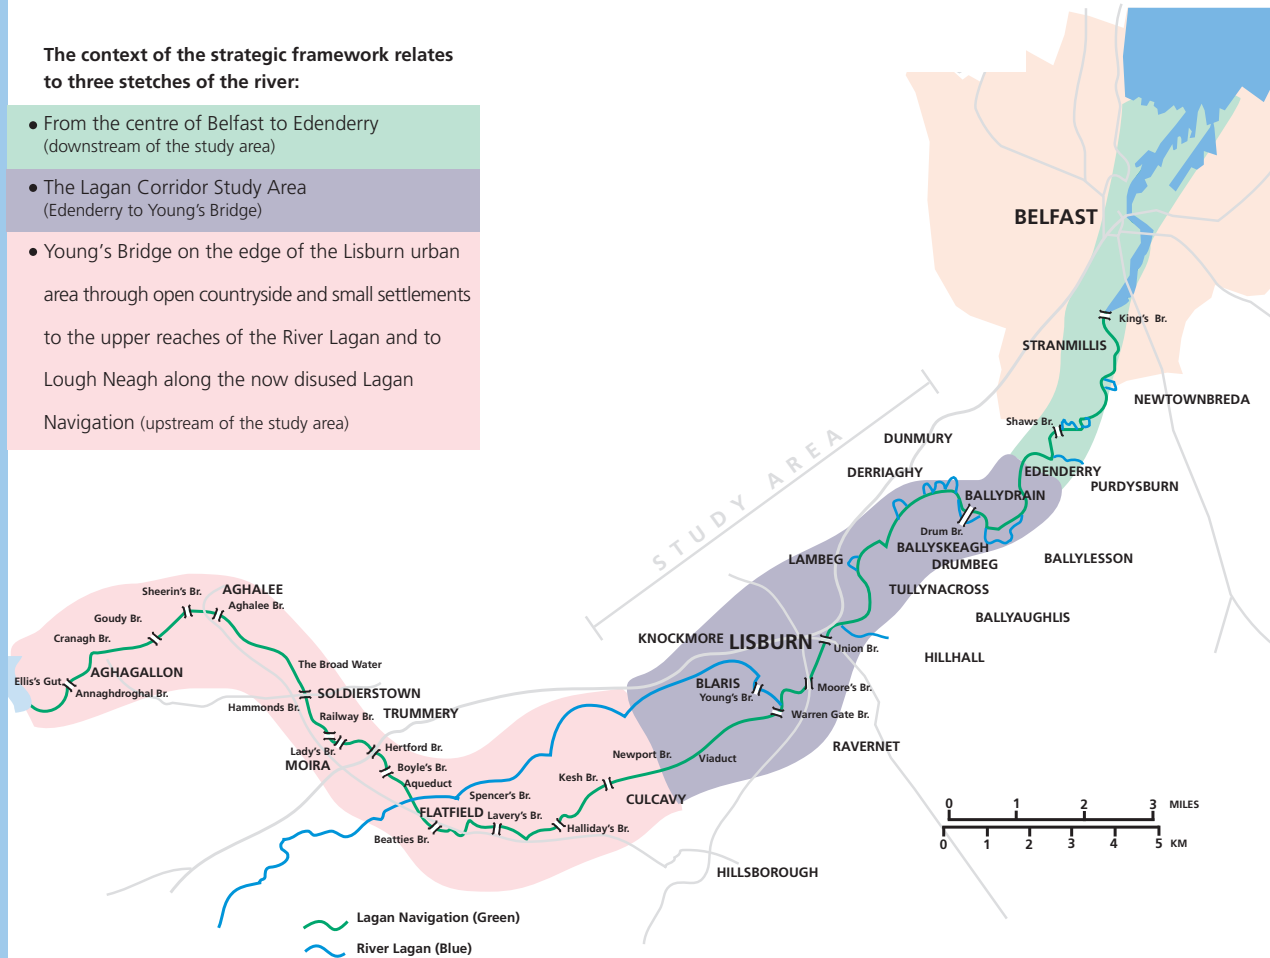 The context of the strategic framework relates
to three stetches of the river:
• From the centre of Belfast to Edenderry
(downstream of the study area)
• The Lagan Corridor Study Area
(Edenderry to Young's Bridge)
• Young's Bridge on the edge of the Lisburn urban
area through open countryside and small settlements
to the upper reaches of the River Lagan and to
Lough Neagh along the now disused Lagan
Navigation (upstream of the study area)
BELFAST
King's Br.
STRANMILLIS
NEWTOWNBREDA
Shaws Br.
DUNMURY
STUDY AREA
DERRIAGHY
EDENDERRY
PURDYSBURN
BALLYDRAIN
Drum Br.
BALLYSKEAGH
DRUMBEG
BALLYLESSON
LAMBEG
TULLYNACROSS
BALLYAUGHLIS
KNOCKMORE
LISBURN
Union Br.
HILLHALL
BLARIS
Young's Br.
Moore's Br.
Warren Gate Br.
RAVERNET
Newport Br.
Viaduct
Kesh Br.
CULCAVY
Sheerin's Br.
AGHALEE
Aghalee Br.
Goudy Br.
Cranagh Br.
AGHAGALLON
Ellis's Gut
Annaghdroghal Br.
The Broad Water
SOLDIERSTOWN
Hammonds Br.
Railway Br.
TRUMMERY
Lady's Br.
MOIRA
Hertford Br.
Boyle's Br.
Aqueduct
Spencer's Br.
FLATFIELD
Lavery's Br.
Halliday's Br.
Beatties Br.
HILLSBOROUGH
0 1 2 3 MILES
0 1 2 3 4 5 KM
Lagan Navigation (Green)
River Lagan (Blue)